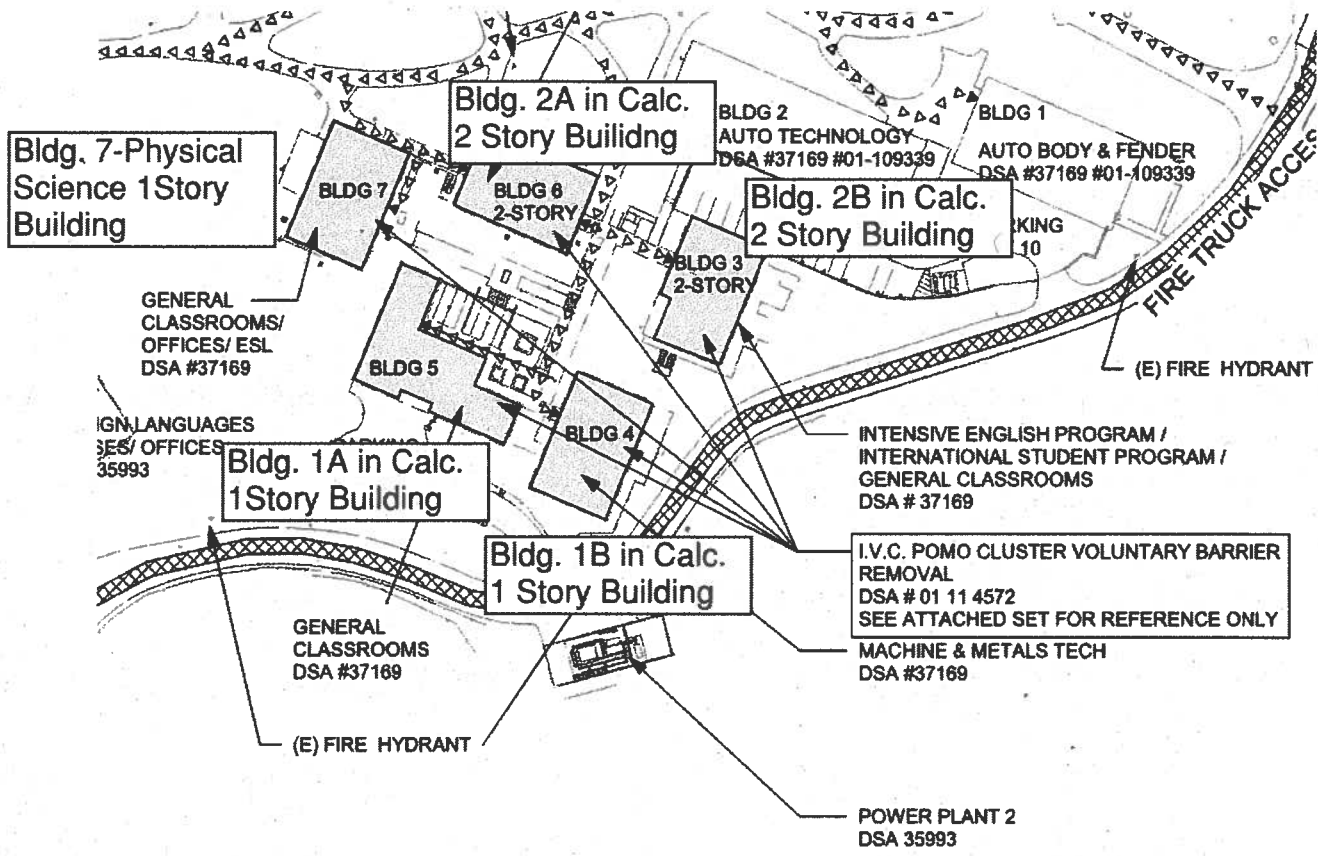 Bldg. 2A in Calc.
2 Story Builidng
BLDG 2
AUTO TECHNOLOGY
DSA #37169 #01-109339
BLDG 1
AUTO BODY & FENDER
DSA #37169 #01-109339
Bldg. 7-Physical
Science 1Story
Building
BLDG 7
BLDG 6
2-STORY
Bldg. 2B in Calc.
2 Story Building
10
FIRE TRUCK
BLDG 3
2-STORY
GENERAL
CLASSROOMS/
OFFICES/ ESL
DSA #37169
BLDG 5
(E) FIRE HYDRANT
BLDG 4
LANGUAGES
OFFICES
35993
Bldg. 1A in Calc.
1Story Building
INTENSIVE ENGLISH PROGRAM /
INTERNATIONAL STUDENT PROGRAM /
GENERAL CLASSROOMS
DSA # 37169
Bldg. 1B in Calc.
1 Story Building
I.V.C. POMO CLUSTER VOLUNTARY BARRIER
REMOVAL
DSA # 01 11 4572
SEE ATTACHED SET FOR REFERENCE ONLY
GENERAL
CLASSROOMS
DSA #37169
MACHINE & METALS TECH
DSA #37169
(E) FIRE HYDRANT
POWER PLANT 2
DSA 35993